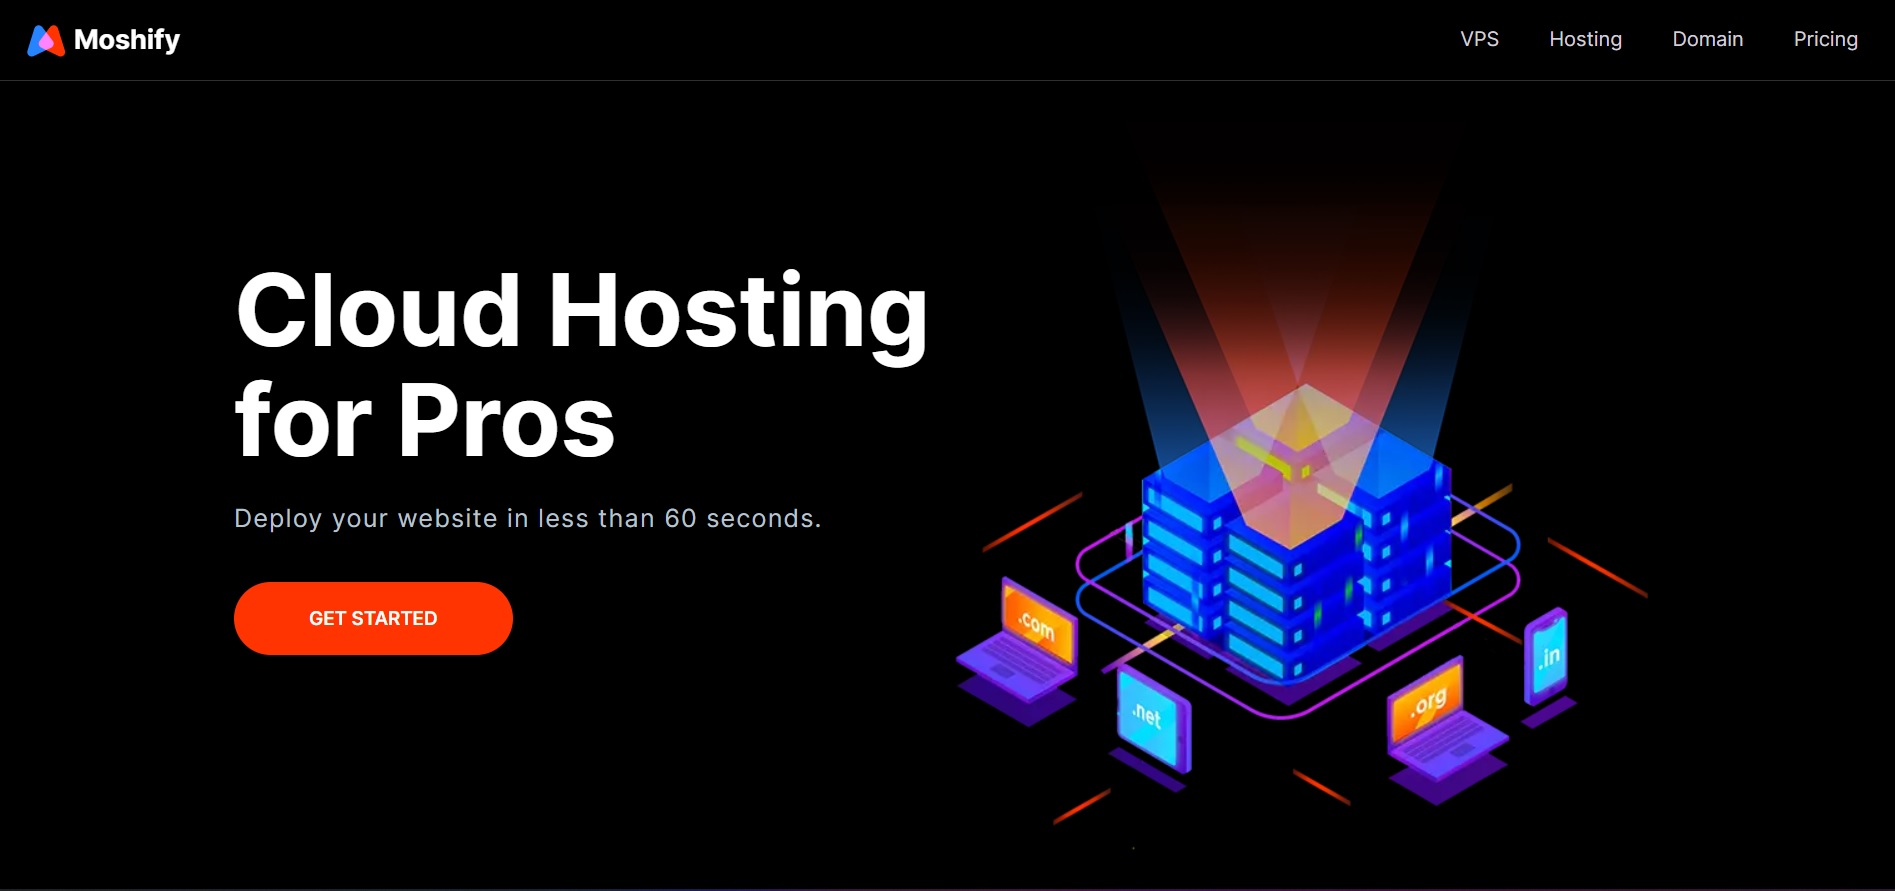 Moshify
VPS
Hosting
Domain
Pricing
Cloud Hosting
for Pros
Deploy your website in less than 60 seconds.
GET STARTED
.com
.net
.org
.in